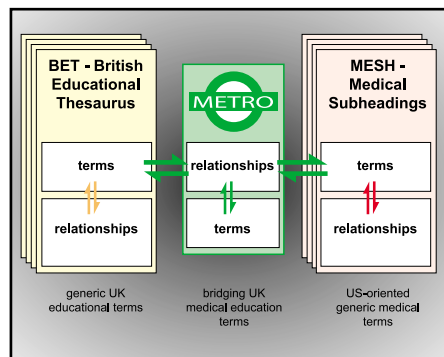 BET - British
Educational
Thesaurus
terms
relationships
generic UK
educational terms
METRO
relationships
terms
bridging UK
medical education
terms
MESH -
Medical
Subheadings
terms
relationships
US-oriented
generic medical
terms